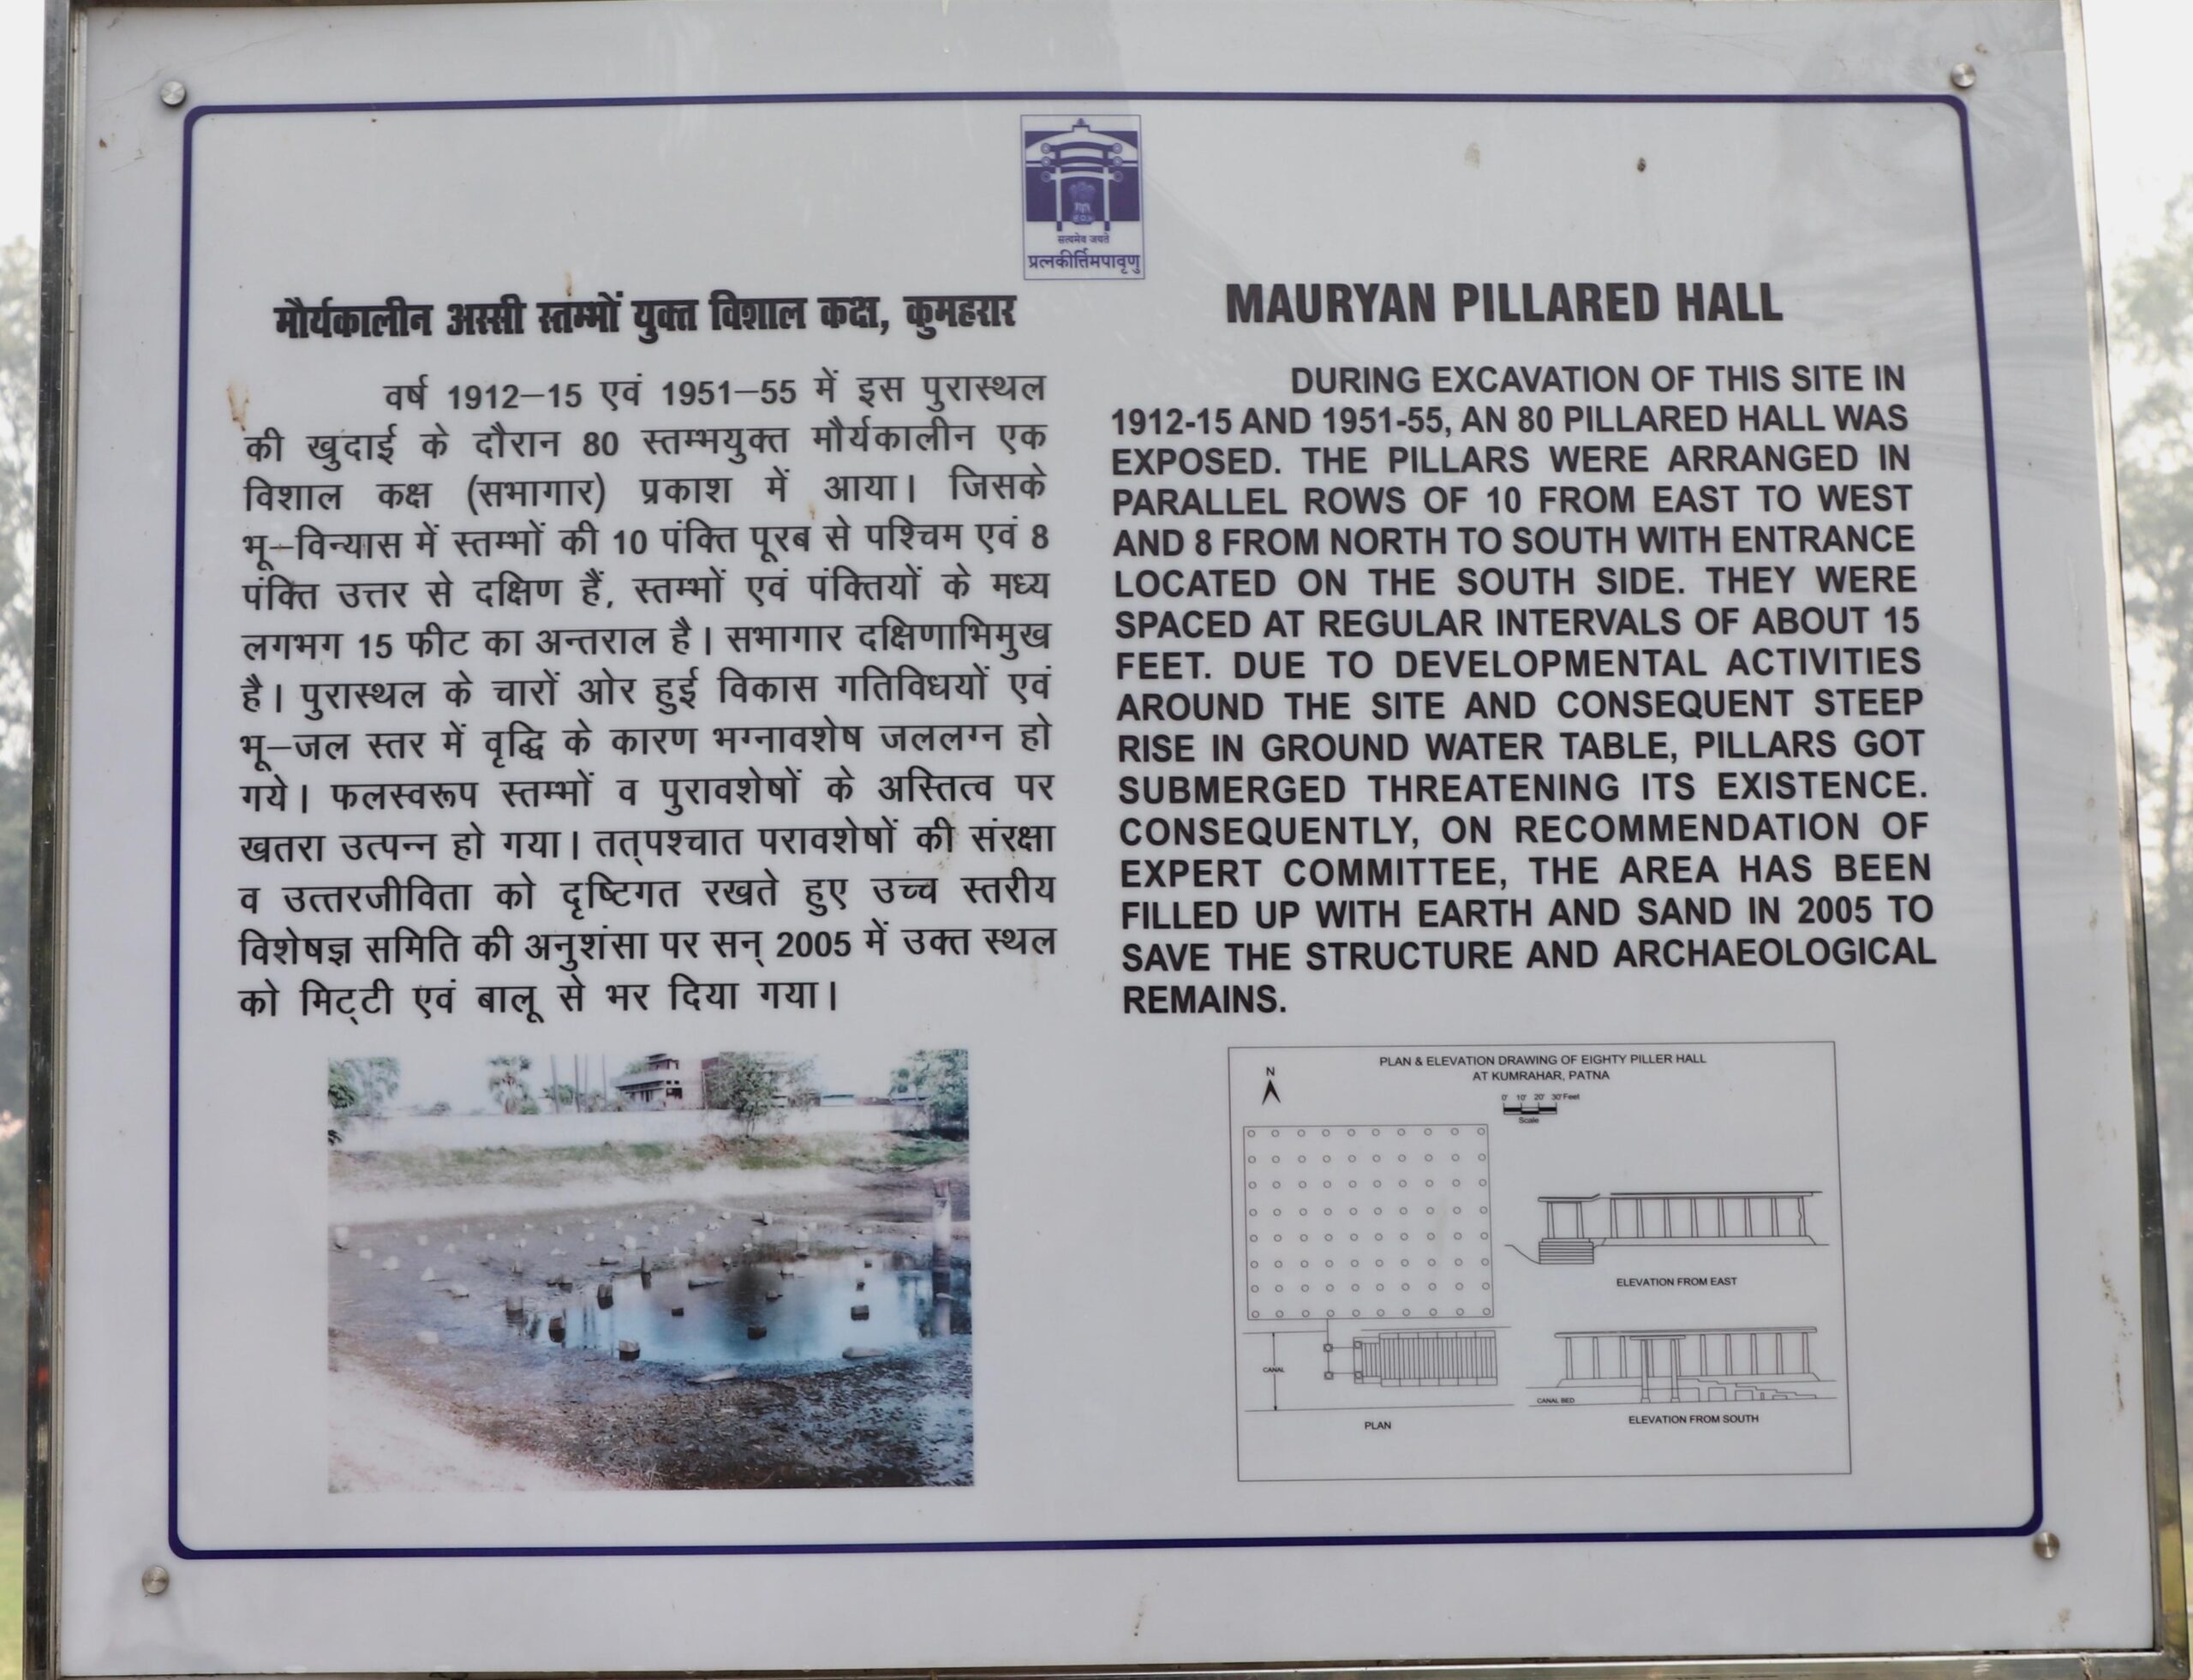 सत्यमेव जयते
प्रत्नकीर्त्तिमपावृणु
मौर्यकालीन अस्सी स्तम्भों युक्त विशाल कक्ष, कुमहरार
वर्ष 1912–15 एवं 1951–55 में इस पुरास्थल
की खुदाई के दौरान 80 स्तम्भयुक्त मौर्यकालीन एक
विशाल कक्ष (सभागार) प्रकाश में आया। जिसके
भू–विन्यास में स्तम्भों की 10 पंक्ति पूरब से पश्चिम एवं 8
पंक्ति उत्तर से दक्षिण हैं, स्तम्भों एवं पंक्तियों के मध्य
लगभग 15 फीट का अन्तराल है। सभागार दक्षिणाभिमुख
है। पुरास्थल के चारों ओर हुई विकास गतिविधयों एवं
भू–जल स्तर में वृद्धि के कारण भग्नावशेष जललग्न हो
गये। फलस्वरूप स्तम्भों व पुरावशेषों के अस्तित्व पर
खतरा उत्पन्न हो गया। तत्पश्चात परावशेषों की संरक्षा
व उत्तरजीविता को दृष्टिगत रखते हुए उच्च स्तरीय
विशेषज्ञ समिति की अनुशंसा पर सन् 2005 में उक्त स्थल
को मिट्टी एवं बालू से भर दिया गया।
MAURYAN PILLARED HALL
DURING EXCAVATION OF THIS SITE IN
1912-15 AND 1951-55, AN 80 PILLARED HALL WAS
EXPOSED. THE PILLARS WERE ARRANGED IN
PARALLEL ROWS OF 10 FROM EAST TO WEST
AND 8 FROM NORTH TO SOUTH WITH ENTRANCE
LOCATED ON THE SOUTH SIDE. THEY WERE
SPACED AT REGULAR INTERVALS OF ABOUT 15
FEET. DUE TO DEVELOPMENTAL ACTIVITIES
AROUND THE SITE AND CONSEQUENT STEEP
RISE IN GROUND WATER TABLE, PILLARS GOT
SUBMERGED THREATENING ITS EXISTENCE.
CONSEQUENTLY, ON RECOMMENDATION OF
EXPERT COMMITTEE, THE AREA HAS BEEN
FILLED UP WITH EARTH AND SAND IN 2005 TO
SAVE THE STRUCTURE AND ARCHAEOLOGICAL
REMAINS.
PLAN & ELEVATION DRAWING OF EIGHTY PILLER HALL
AT KUMRAHAR, PATNA
N
0' 10' 20' 30' Feet
Scale
ELEVATION FROM EAST
CANAL
CANAL BED
ELEVATION FROM SOUTH
PLAN